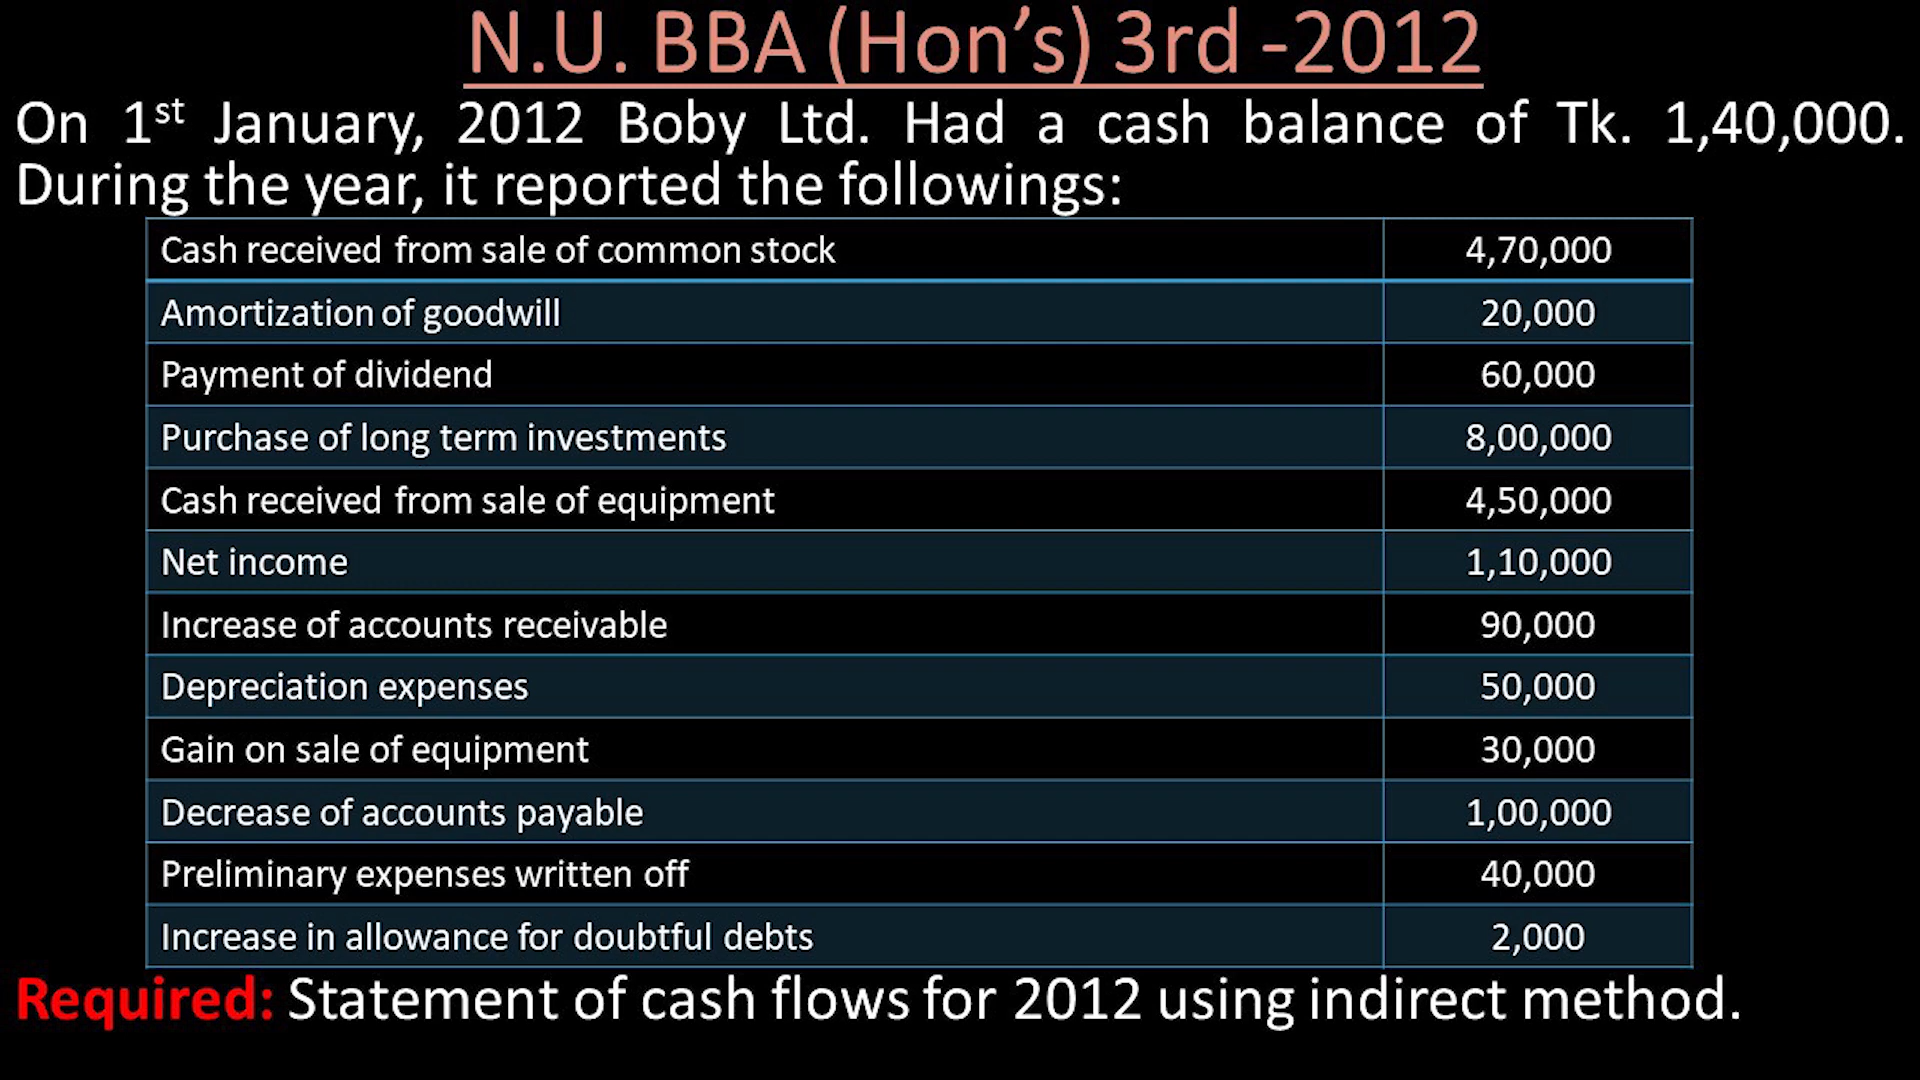 N.U. BBA (Hon’s) 3rd -2012
On 1st January, 2012 Boby Ltd. Had a cash balance of Tk. 1,40,000.
During the year, it reported the followings:
Cash received from sale of common stock 4,70,000
Amortization of goodwill 20,000
Payment of dividend 60,000
Purchase of long term investments 8,00,000
Cash received from sale of equipment 4,50,000
Net income 1,10,000
Increase of accounts receivable 90,000
Depreciation expenses 50,000
Gain on sale of equipment 30,000
Decrease of accounts payable 1,00,000
Preliminary expenses written off 40,000
Increase in allowance for doubtful debts 2,000
Required: Statement of cash flows for 2012 using indirect method.